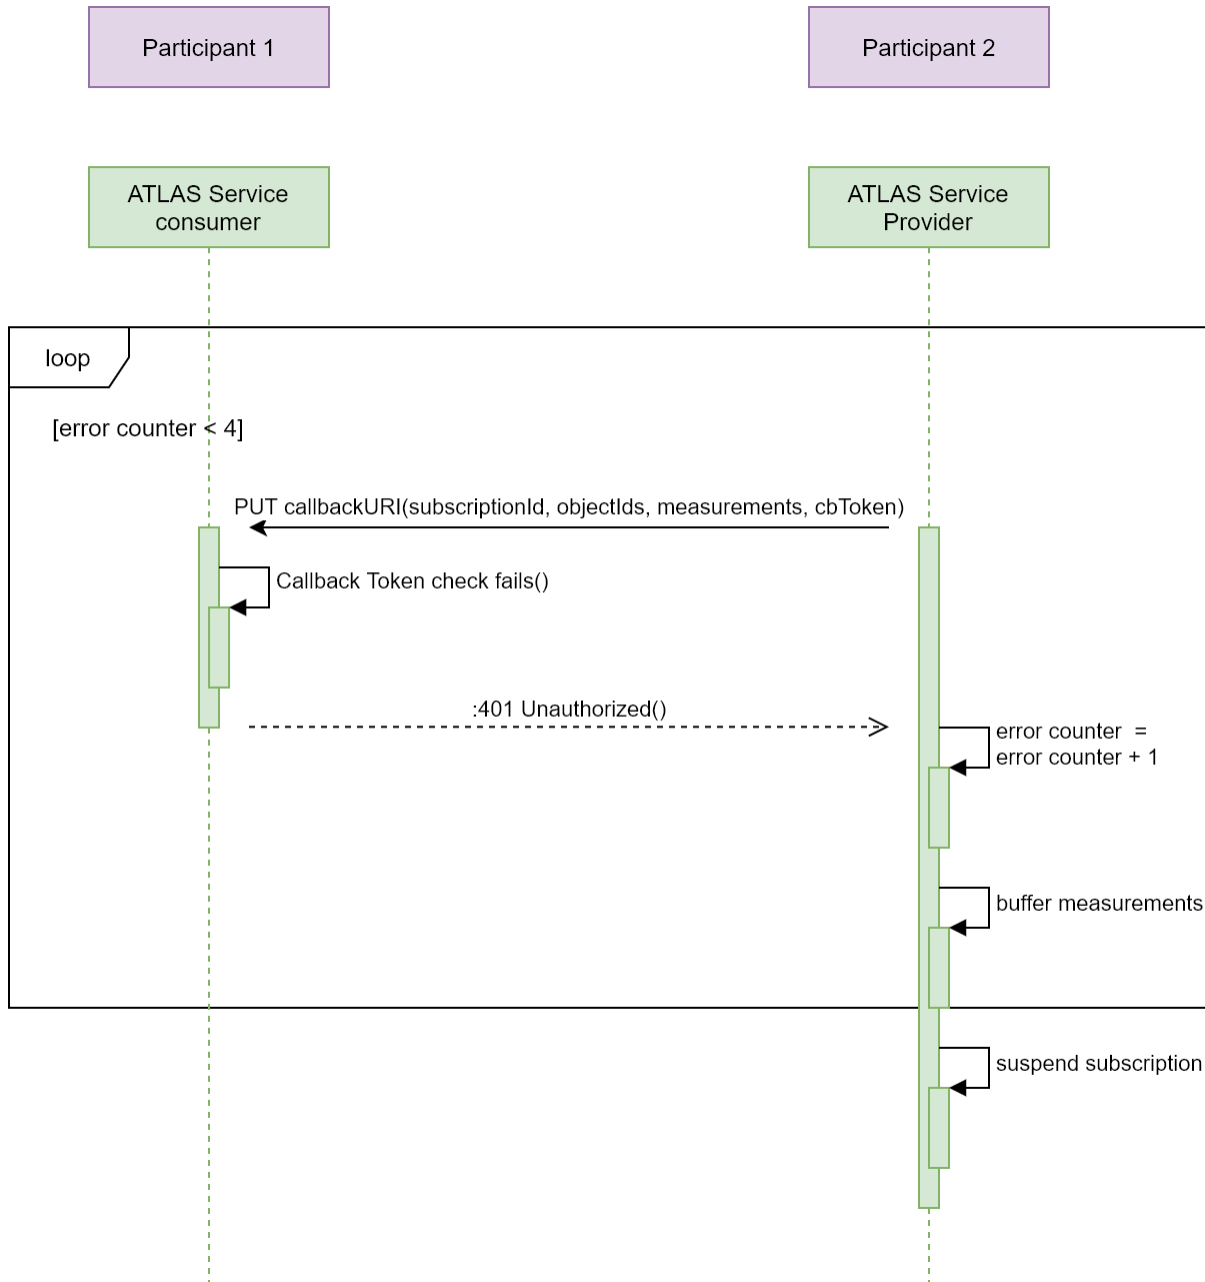 Participant 1
Participant 2
ATLAS Service
consumer
ATLAS Service
Provider
loop
[error counter < 4]
PUT callbackURI(subscriptionId, objectIds, measurements, cbToken)
Callback Token check fails()
:401 Unauthorized()
error counter =
error counter + 1
buffer measurements
suspend subscription